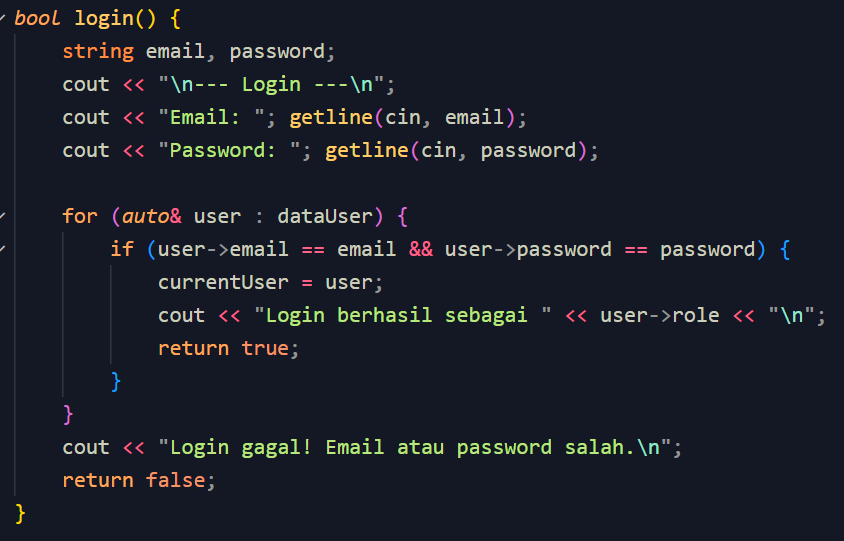 bool login() {
    string email, password;
    cout << "\n--- Login ---\n";
    cout << "Email: "; getline(cin, email);
    cout << "Password: "; getline(cin, password);

    for (auto& user : dataUser) {
        if (user->email == email && user->password == password) {
            currentUser = user;
            cout << "Login berhasil sebagai " << user->role << "\n";
            return true;
        }
    }
    cout << "Login gagal! Email atau password salah.\n";
    return false;
}